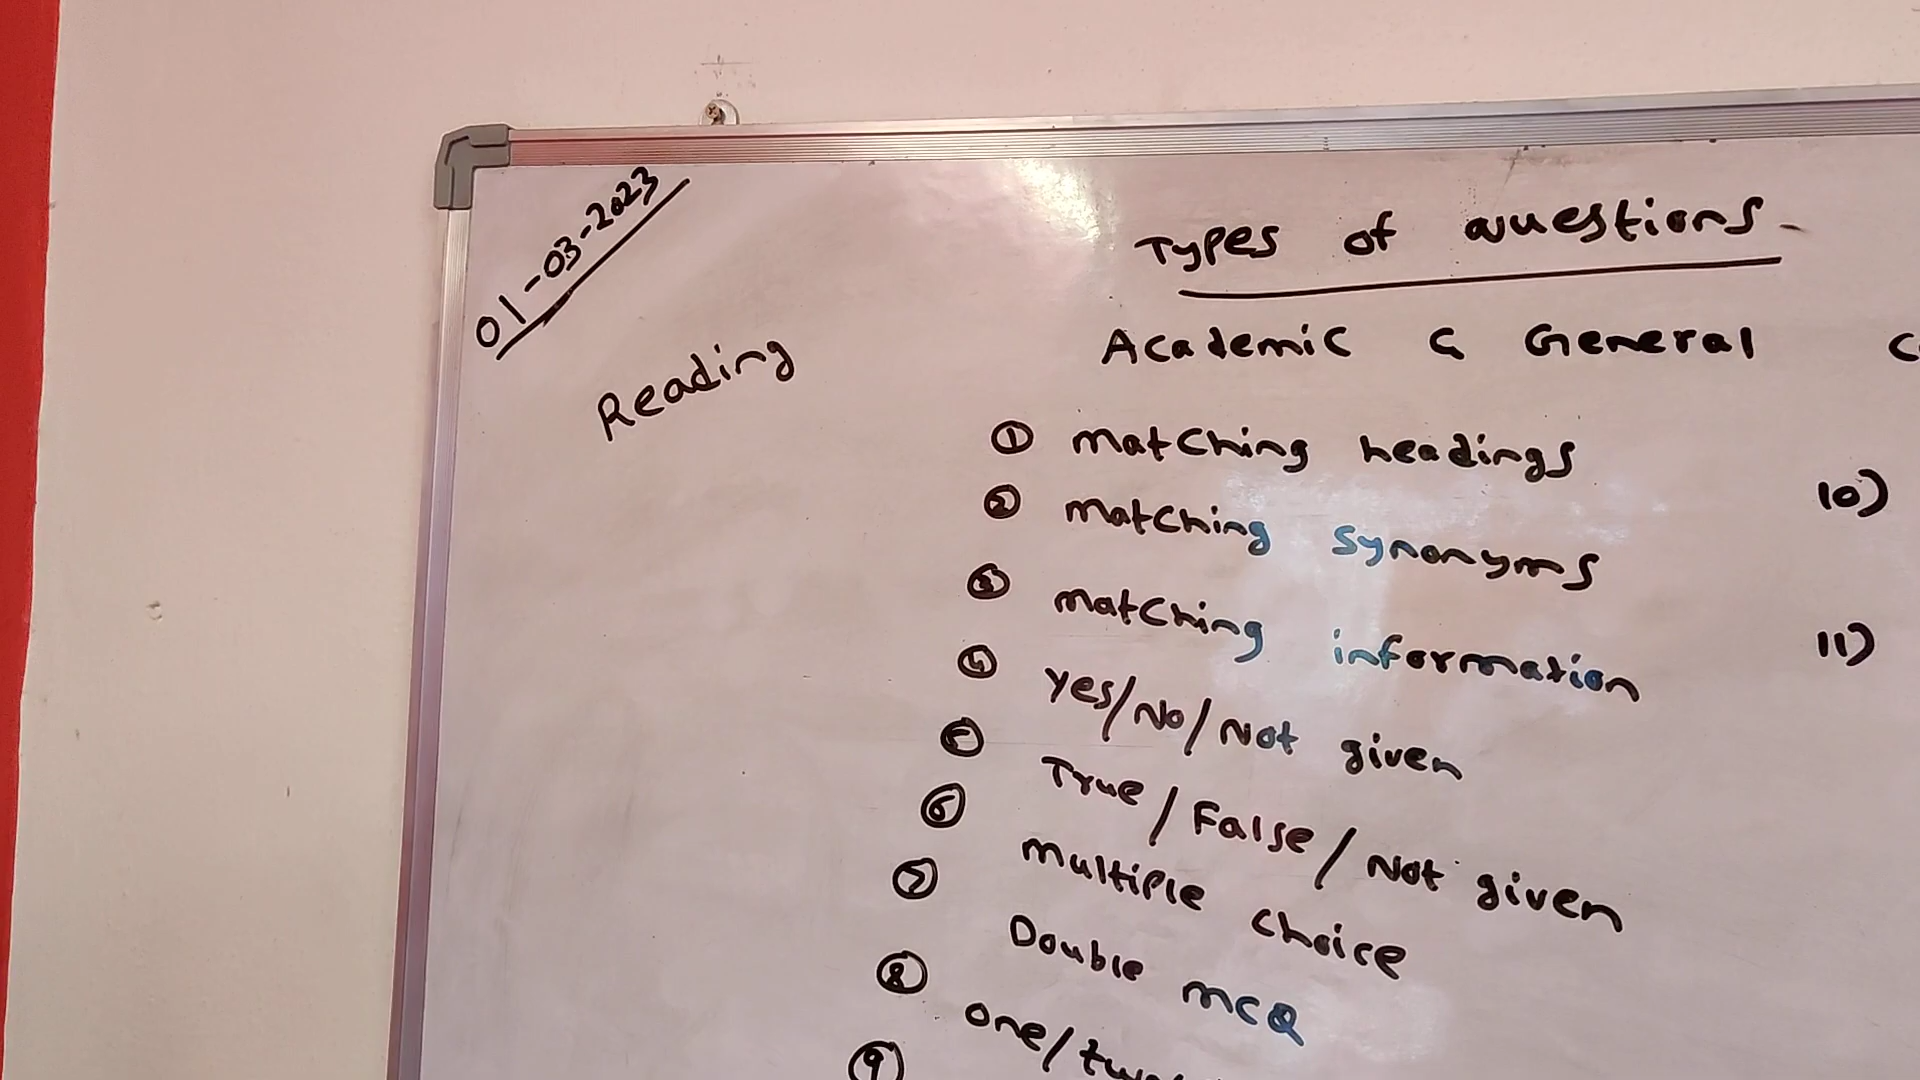 01-03-2023
Types of Questions-
Reading
Academic & General
① matching headings
② matching synonyms
③ matching information
④ yes/No/Not given
⑤ True/False/Not given
⑥ multiple choice
⑦ Double mcQ
⑧ one/
⑨
10)
11)